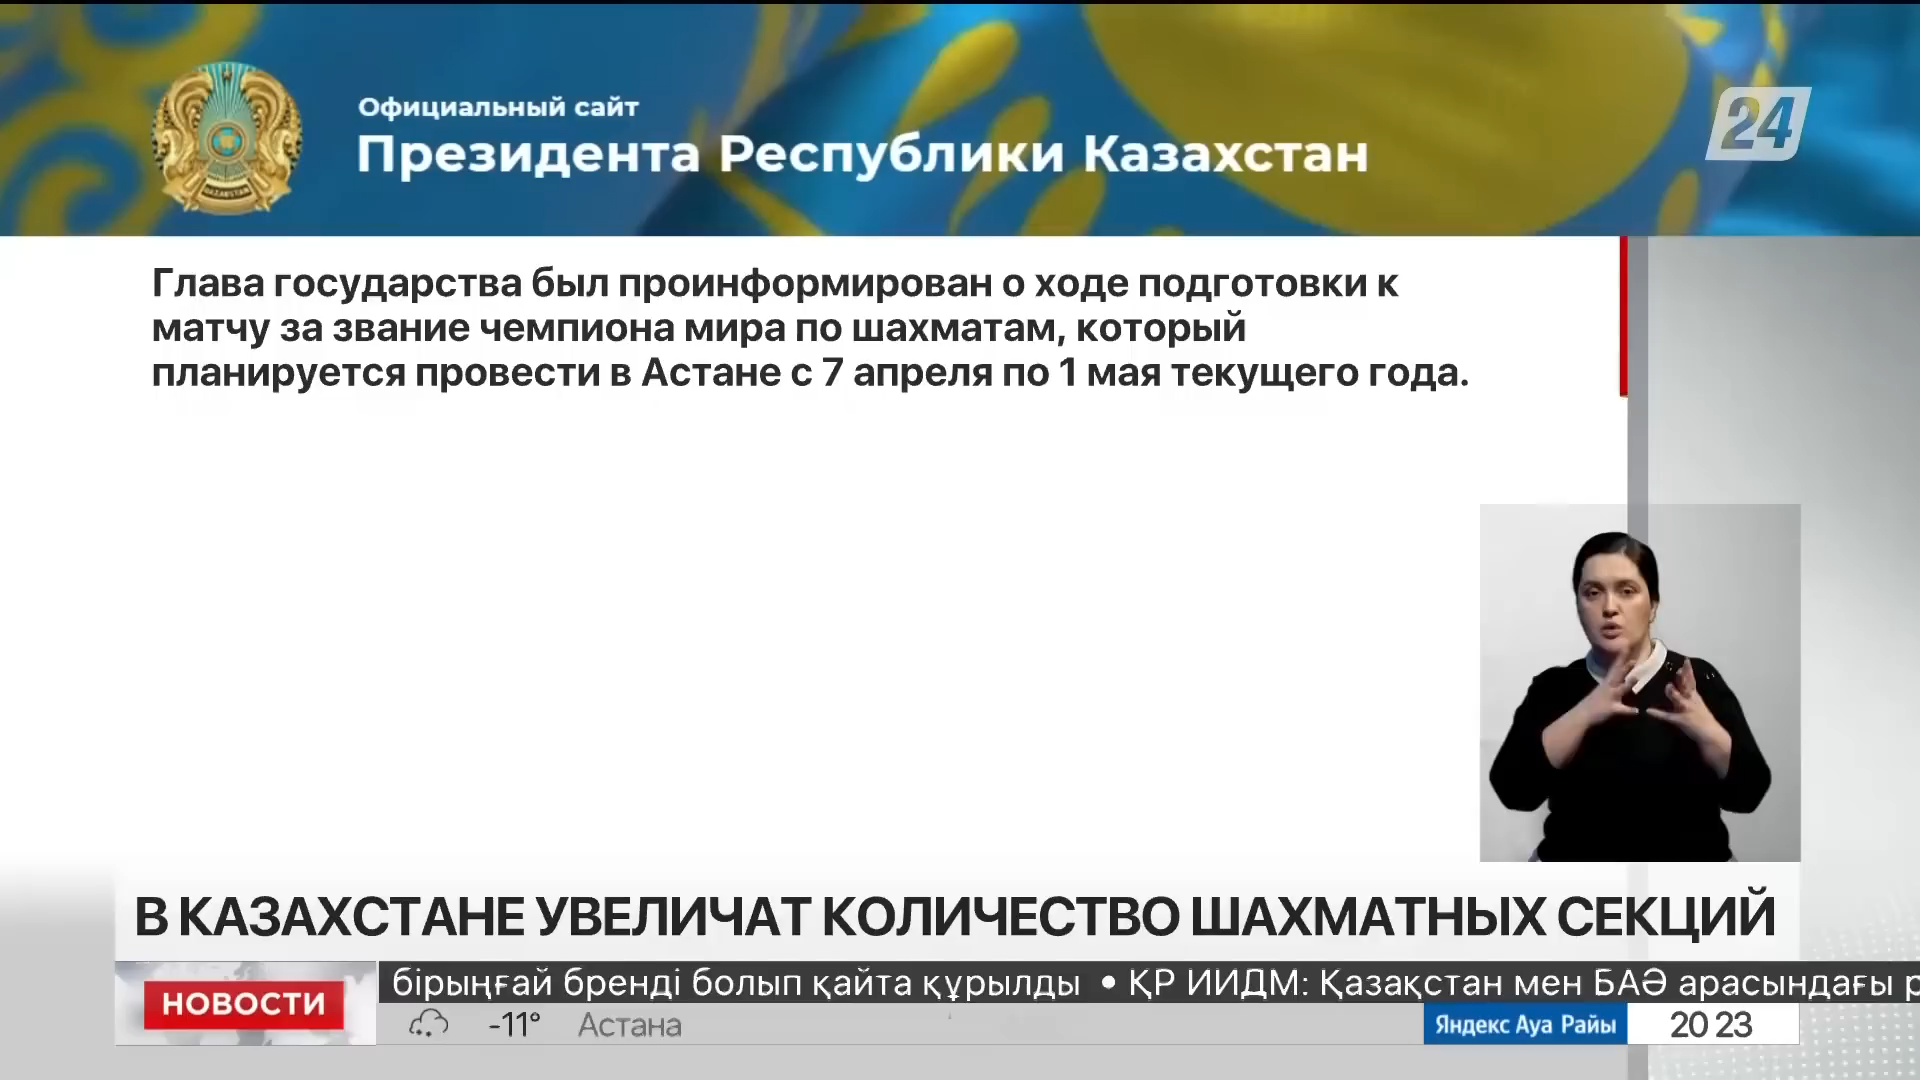 Официальный сайт
Президента Республики Казахстан
24
Глава государства был проинформирован о ходе подготовки к
матчу за звание чемпиона мира по шахматам, который
планируется провести в Астане с 7 апреля по 1 мая текущего года.
В КАЗАХСТАНЕ УВЕЛИЧАТ КОЛИЧЕСТВО ШАХМАТНЫХ СЕКЦИЙ
НОВОСТИ
бірыңғай бренді болып қайта құрылды • ҚР ИИДМ: Қазақстан мен БАӘ арасындағы р
-11° Астана
Яндекс Ауа Райы
20 23